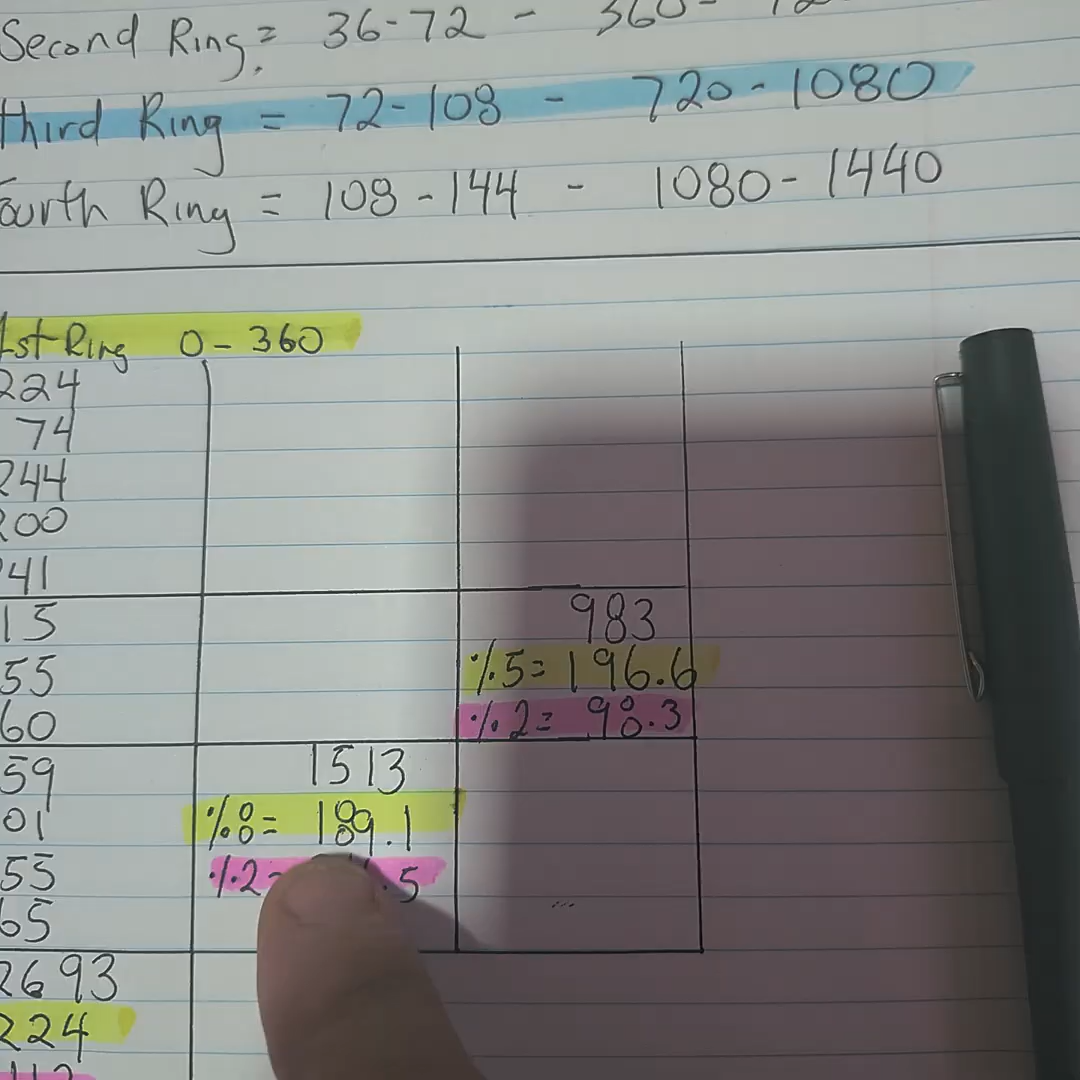 Second Ring = 36-72 -
Third Ring = 72-108 - 720-1080
Fourth Ring = 108-144 - 1080-1440
1st Ring 0-360
224
74
244
200
41
15 983
55 %5= 196.6
60 %2= 98.3
59 1513
01 %8= 189.1
55 %2= .5
65
2693
224